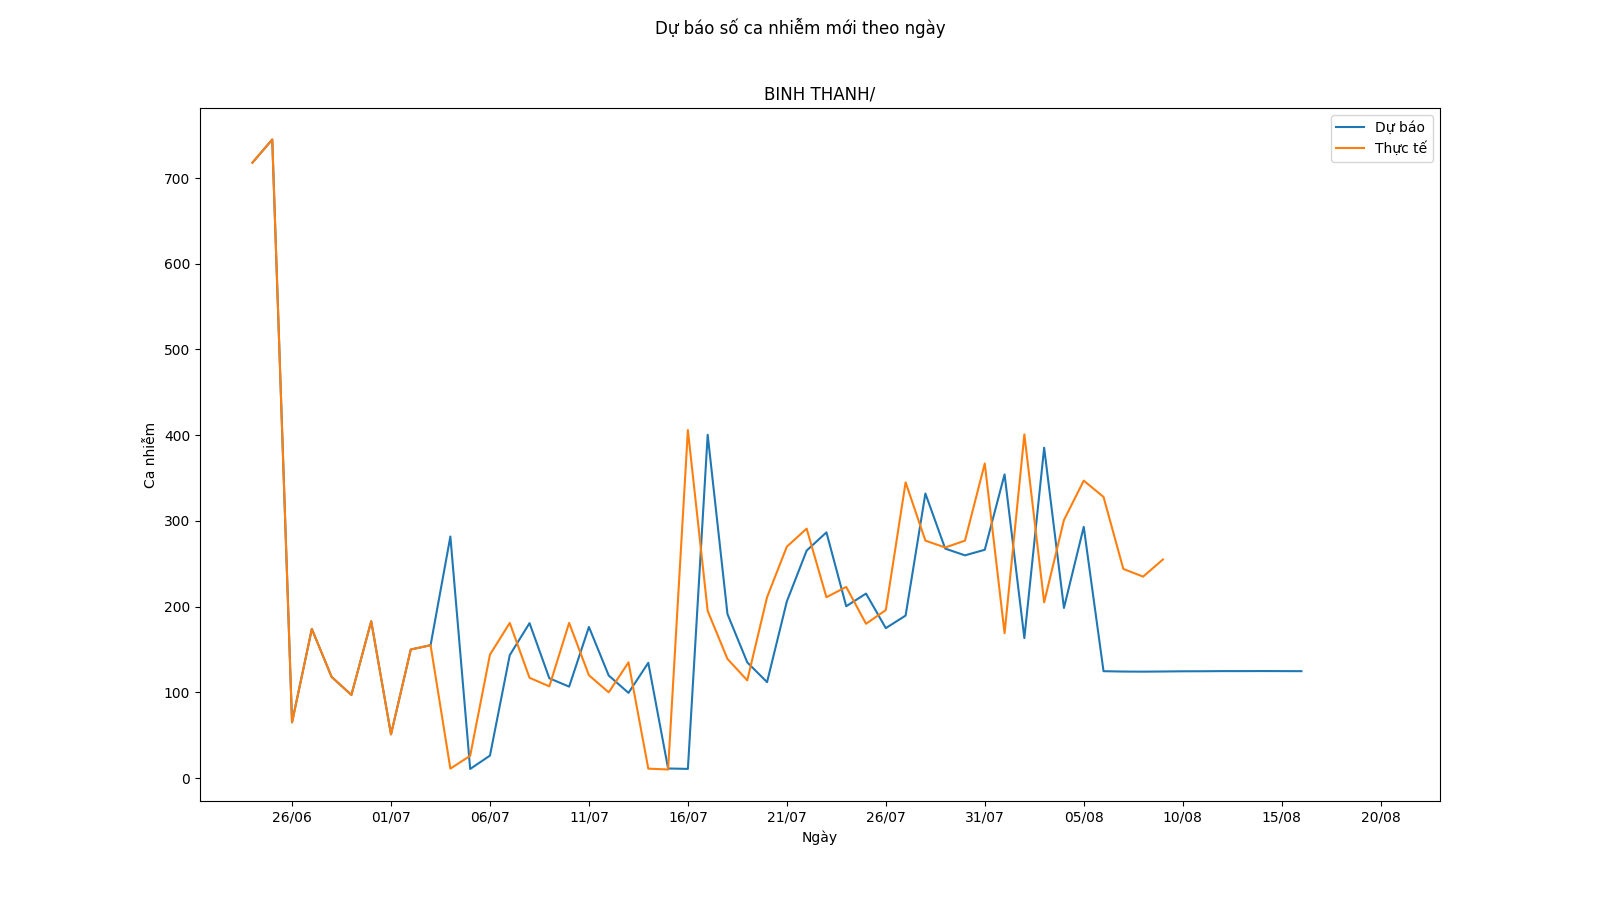 Dự báo số ca nhiễm mới theo ngày
BINH THANH/
Dự báo
Thực tế
700
600
500
400
300
200
100
0
Ca nhiễm
26/06 01/07 06/07 11/07 16/07 21/07 26/07 31/07 05/08 10/08 15/08 20/08
Ngày